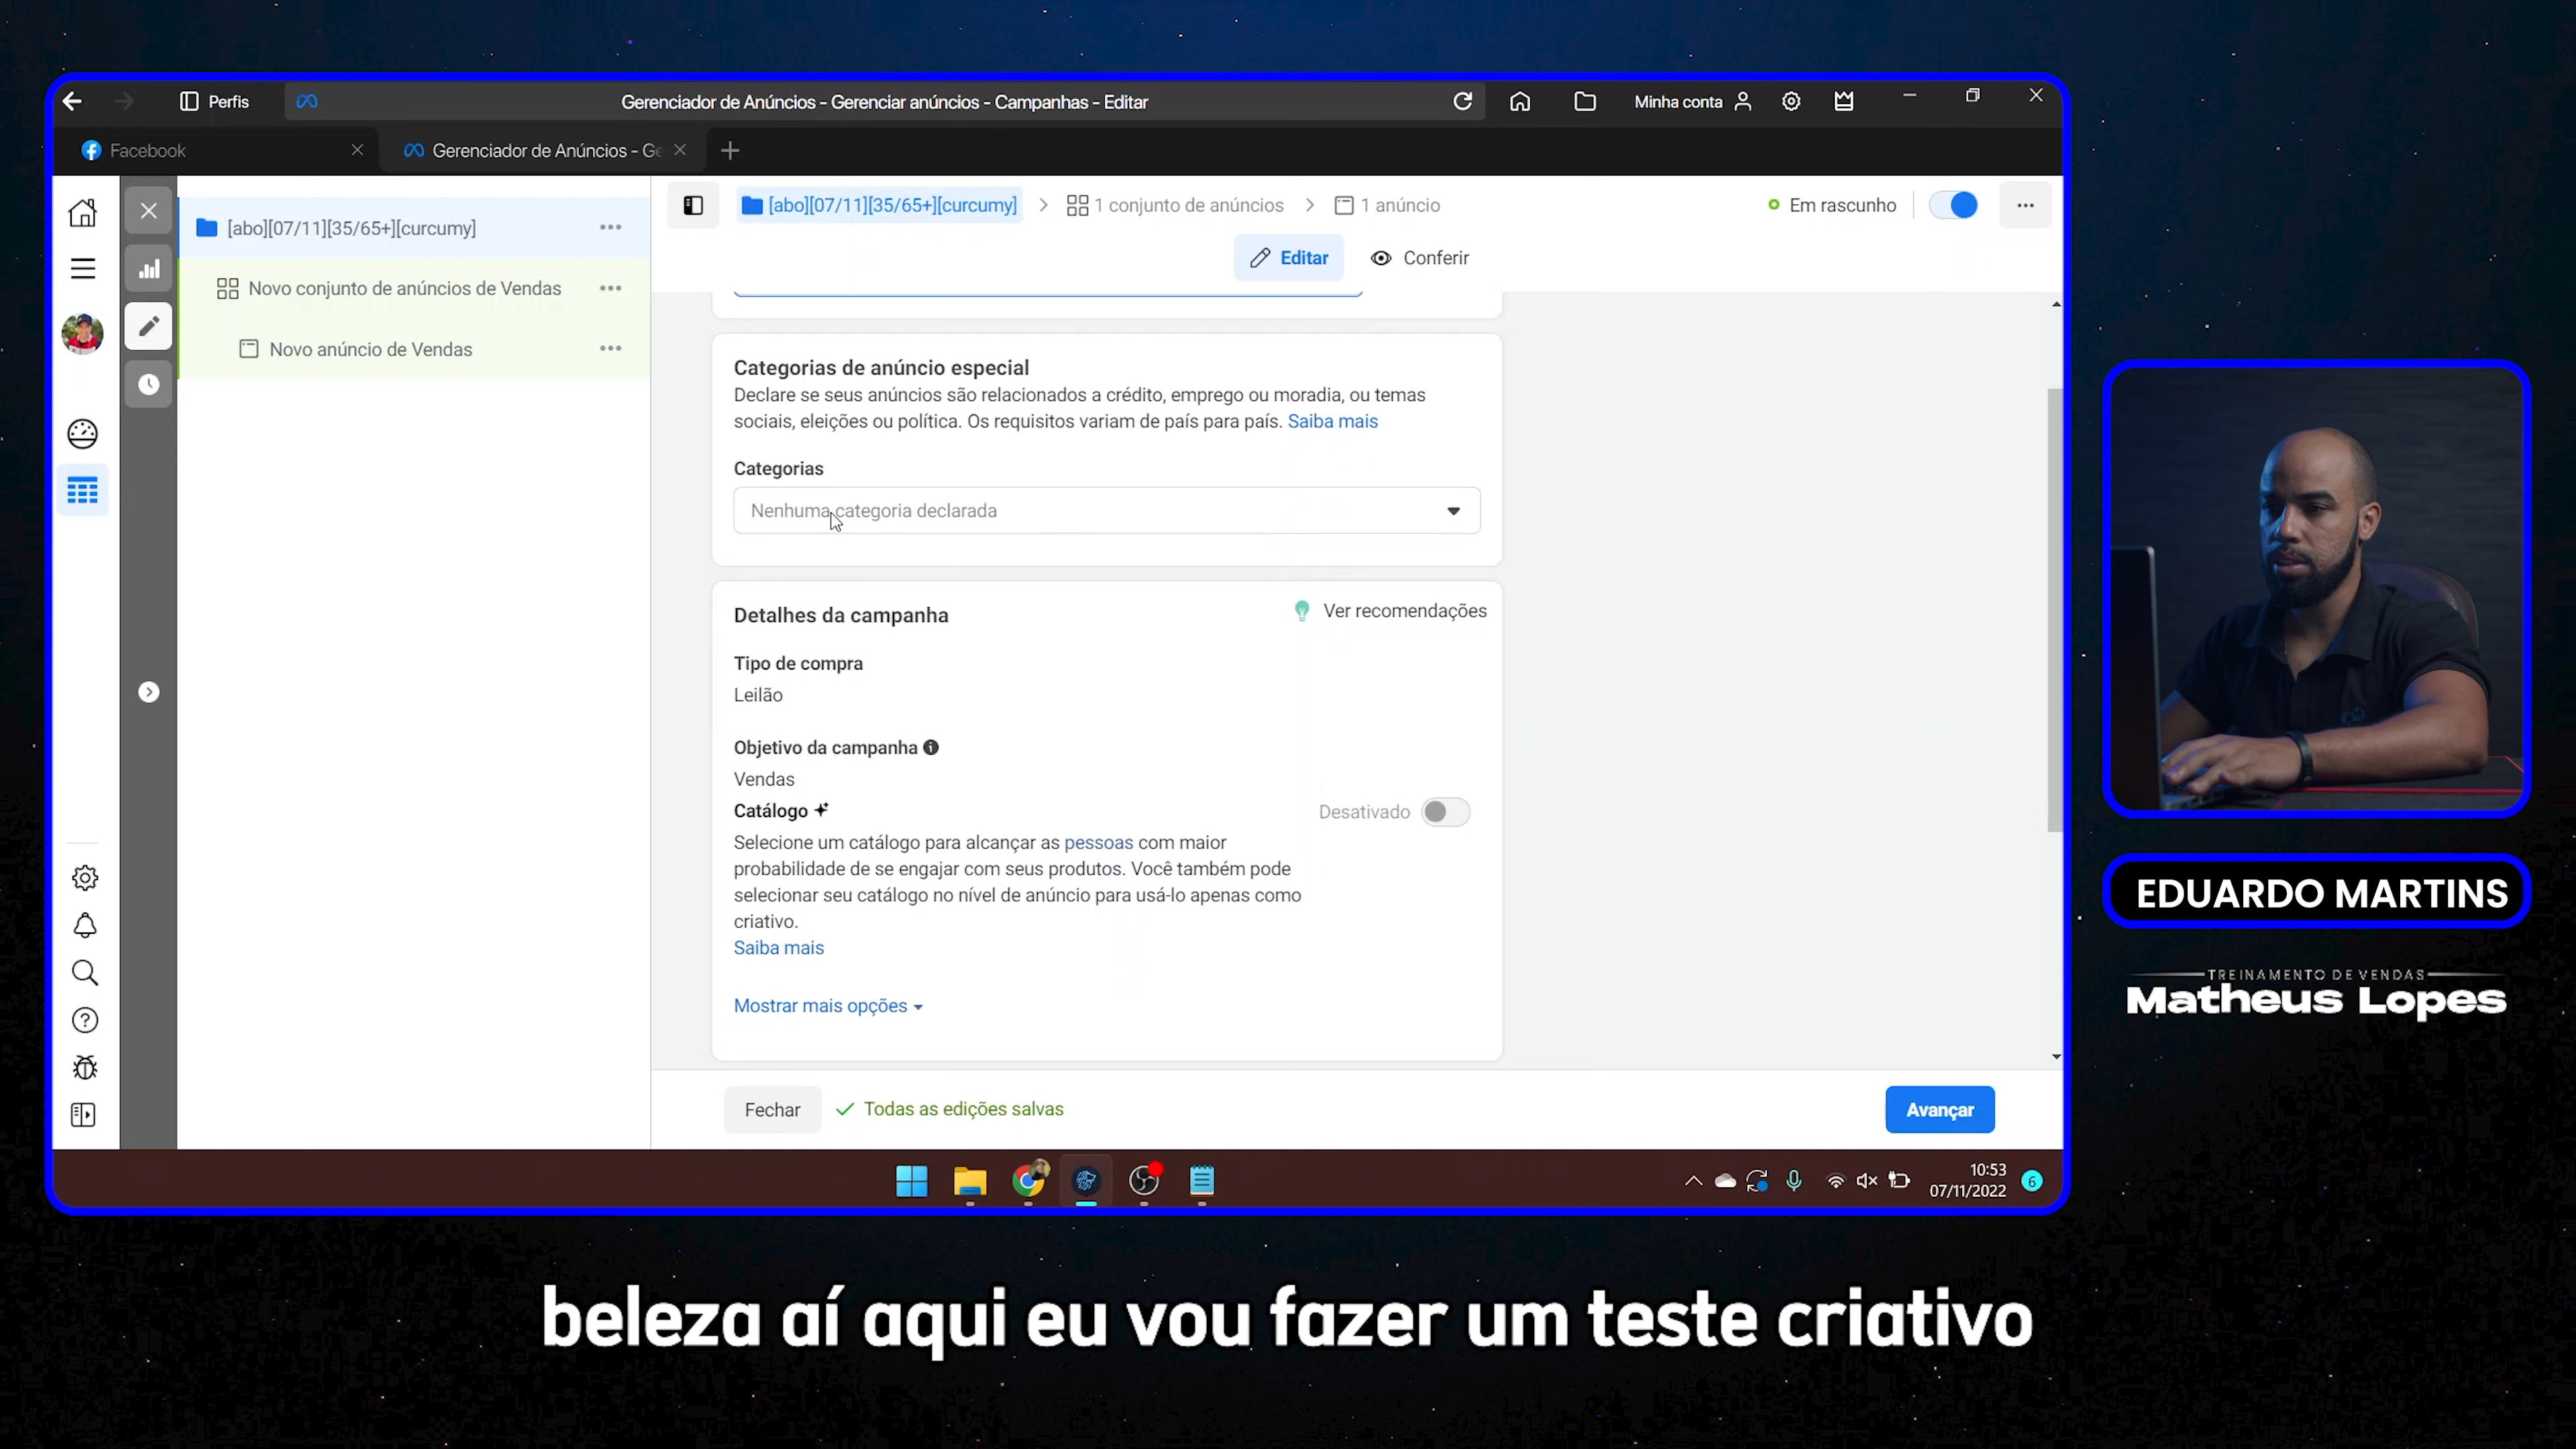 Perfis
Gerenciador de Anúncios - Gerenciar anúncios - Campanhas - Editar
Minha conta
Facebook
Gerenciador de Anúncios - Ge
[abo][07/11][35/65+][curcumy]
Novo conjunto de anúncios de Vendas
Novo anúncio de Vendas
[abo][07/11][35/65+][curcumy]
1 conjunto de anúncios
1 anúncio
Em rascunho
Editar
Conferir
Categorias de anúncio especial
Declare se seus anúncios são relacionados a crédito, emprego ou moradia, ou temas
sociais, eleições ou política. Os requisitos variam de país para país. Saiba mais
Categorias
Nenhuma categoria declarada
Detalhes da campanha
Ver recomendações
Tipo de compra
Leilão
Objetivo da campanha
Vendas
Catálogo
Desativado
Selecione um catálogo para alcançar as pessoas com maior
probabilidade de se engajar com seus produtos. Você também pode
selecionar seu catálogo no nível de anúncio para usá-lo apenas como
criativo.
Saiba mais
Mostrar mais opções
Fechar
Todas as edições salvas
Avançar
10:53
07/11/2022
6
EDUARDO MARTINS
TREINAMENTO DE VENDAS
Matheus Lopes
beleza aí aqui eu vou fazer um teste criativo